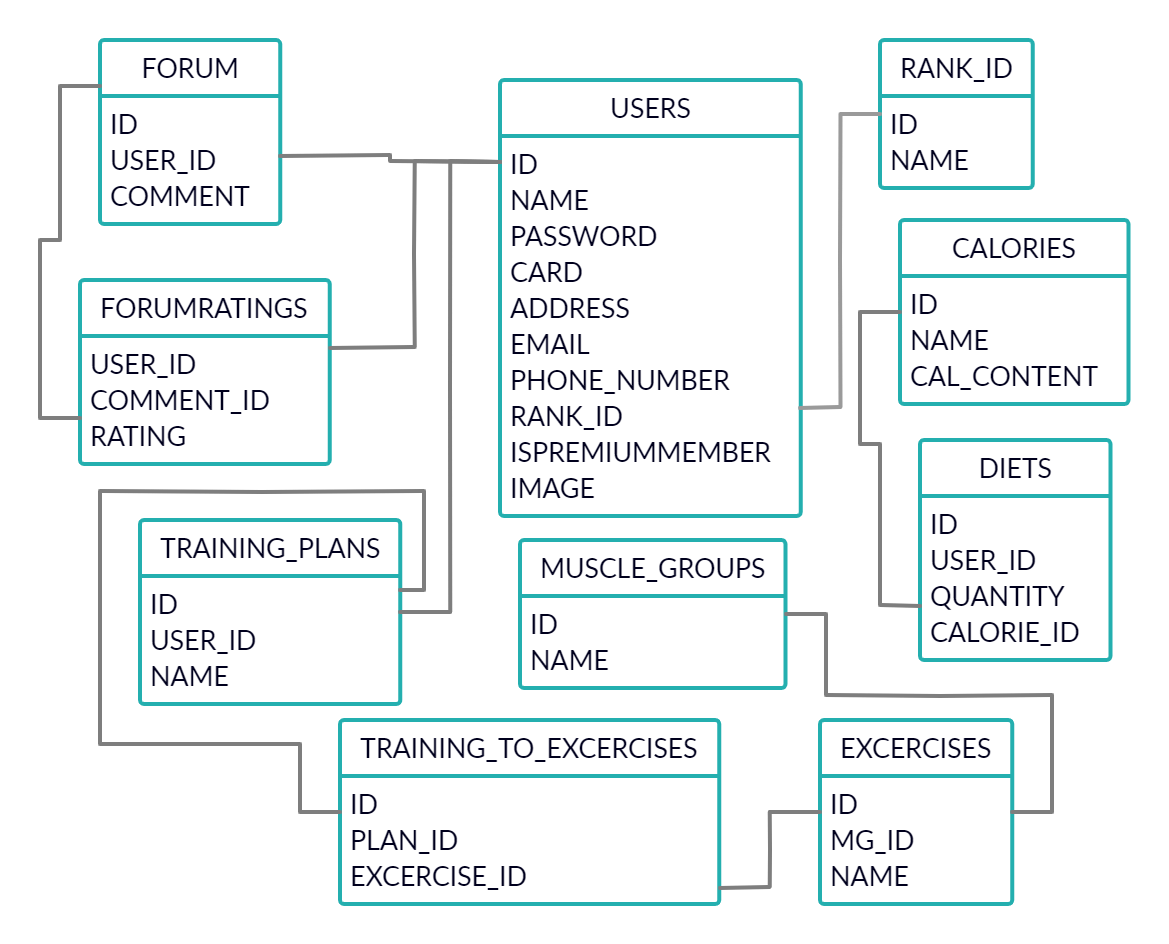 FORUM
ID
USER_ID
COMMENT
FORUMRATINGS
USER_ID
COMMENT_ID
RATING
USERS
ID
NAME
PASSWORD
CARD
ADDRESS
EMAIL
PHONE_NUMBER
RANK_ID
ISPREMIUMMEMBER
IMAGE
RANK_ID
ID
NAME
CALORIES
ID
NAME
CAL_CONTENT
DIETS
ID
USER_ID
QUANTITY
CALORIE_ID
TRAINING_PLANS
ID
USER_ID
NAME
MUSCLE_GROUPS
ID
NAME
TRAINING_TO_EXCERCISES
ID
PLAN_ID
EXCERCISE_ID
EXCERCISES
ID
MG_ID
NAME